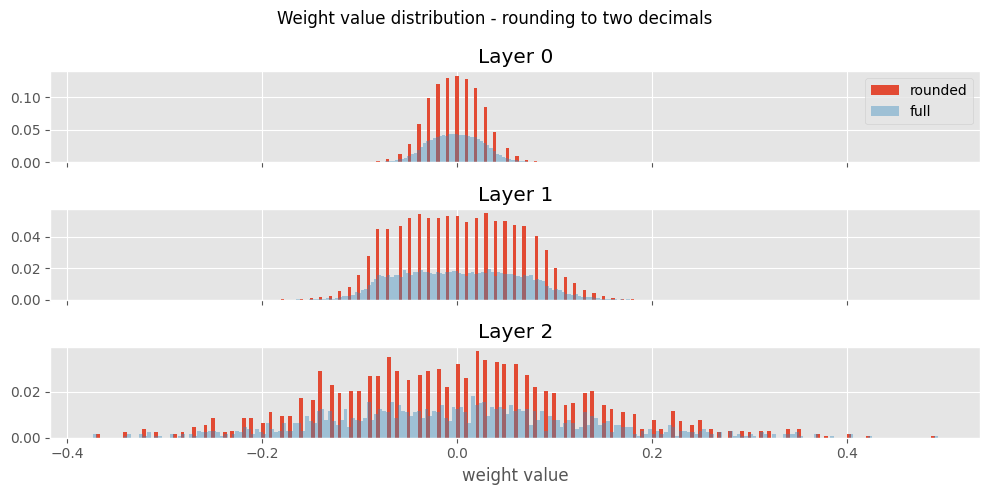 Weight value distribution - rounding to two decimals
Layer 0
0.10
0.05
0.00
rounded
full
Layer 1
0.04
0.02
0.00
Layer 2
0.02
0.00
−0.4 −0.2 0.0 0.2 0.4
weight value